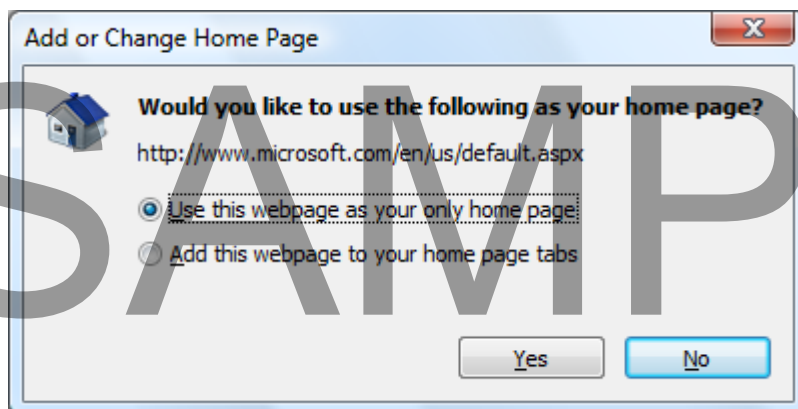 Add or Change Home Page
Would you like to use the following as your home page?
http://www.microsoft.com/en/us/default.aspx
Use this webpage as your only home page
Add this webpage to your home page tabs
Yes
No
SAMP